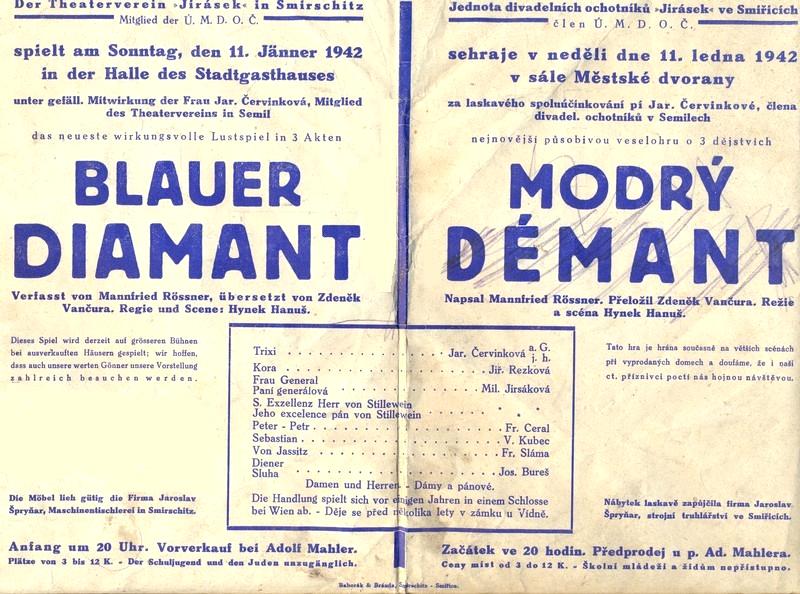 Der Theaterverein »Jirásek« in Smirschitz
Mitglied der Ú. M. D. O. Č.
spielt am Sonntag, den 11. Jänner 1942
in der Halle des Stadtgasthauses
unter gefäll. Mitwirkung der Frau Jar. Červinková, Mitglied
des Theatervereins in Semil
das neueste wirkungsvolle Lustspiel in 3 Akten
BLAUER
DIAMANT
Verfasst von Mannfried Rössner, übersetzt von Zdeněk
Vančura. Regie und Scene: Hynek Hanuš.
Dieses Spiel wird derzeit auf grösseren Bühnen
bei ausverkauften Häusern gespielt; wir hoffen,
dass auch unsere werten Gönner unsere Vorstellung
zahlreich besuchen werden.
Die Möbel lieh gütig die Firma Jaroslav
Špryňar, Maschinentischlerei in Smirschitz.
Anfang um 20 Uhr. Vorverkauf bei Adolf Mahler.
Plätze von 3 bis 12 K. - Der Schuljugend und den Juden unzugänglich.
Jednota divadelních ochotníků »Jirásek« ve Smiřicích
člen Ú. M. D. O. Č.
sehraje v neděli dne 11. ledna 1942
v sále Městské dvorany
za laskavého spoluúčinkování pí Jar. Červinkové, člena
divadel. ochotníků v Semilech
nejnovější působivou veselohru o 3 dějstvích
MODRÝ
DÉMANT
Napsal Mannfried Rössner. Přeložil Zdeněk Vančura. Režie
a scéna Hynek Hanuš.
Tato hra je hrána současně na větších scénách
při vyprodaných domech a doufáme, že i naši
ct. příznivci poctí nás hojnou návštěvou.
Nábytek laskavě zapůjčila firma Jaroslav
Špryňar, strojní truhlářství ve Smiřicích.
Začátek ve 20 hodin. Předprodej u p. Ad. Mahlera.
Ceny míst od 3 do 12 K. - Školní mládeži a židům nepřístupno.
Trixi . . . . . . . . . . Jar. Červinková a. G. j. h.
Kora . . . . . . . . . . Jiř. Rezková
Frau General
Paní generálová . . . . . . . . . . Mil. Jirsáková
S. Exzellenz Herr von Stillewein
Jeho excelence pán von Stillewein . . .
Peter - Petr . . . . . . . . . . Fr. Ceral
Sebastian . . . . . . . . . . V. Kubec
Von Jassitz . . . . . . . . . . Fr. Sláma
Diener
Sluha . . . . . . . . . . Jos. Bureš
Damen und Herren - Dámy a pánové.
Die Handlung spielt sich vor einigen Jahren in einem Schlosse
bei Wien ab. - Děje se před několika lety v zámku u Vídně.
Baborák & Bránda, Smirschitz - Smiřice.